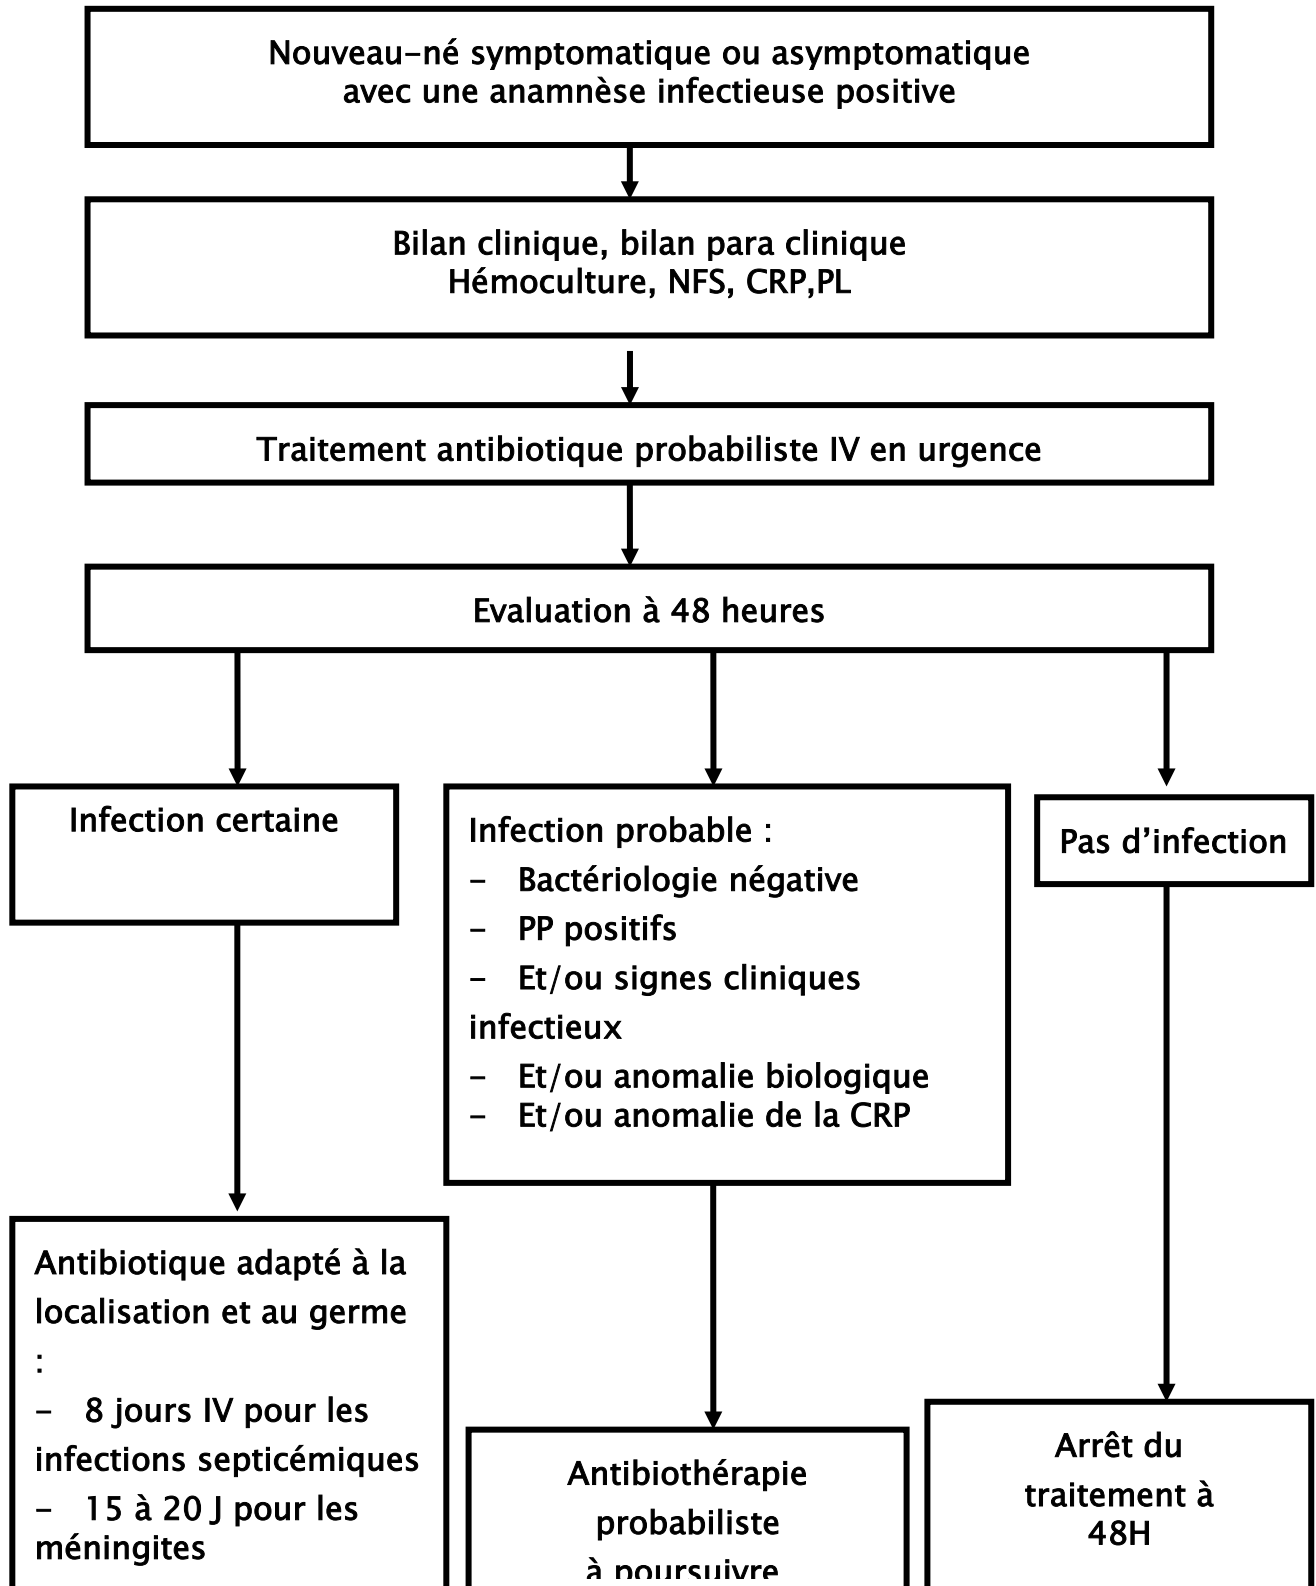 Nouveau-né symptomatique ou asymptomatique
avec une anamnèse infectieuse positive
Bilan clinique, bilan para clinique
Hémoculture, NFS, CRP,PL
Traitement antibiotique probabiliste IV en urgence
Evaluation à 48 heures
Infection certaine
Infection probable :
- Bactériologie négative
- PP positifs
- Et/ou signes cliniques
infectieux
- Et/ou anomalie biologique
- Et/ou anomalie de la CRP
Pas d'infection
Antibiotique adapté à la
localisation et au germe
:
- 8 jours IV pour les
infections septicémiques
- 15 à 20 J pour les
méningites
Antibiothérapie
probabiliste
à poursuivre
Arrêt du
traitement à
48H